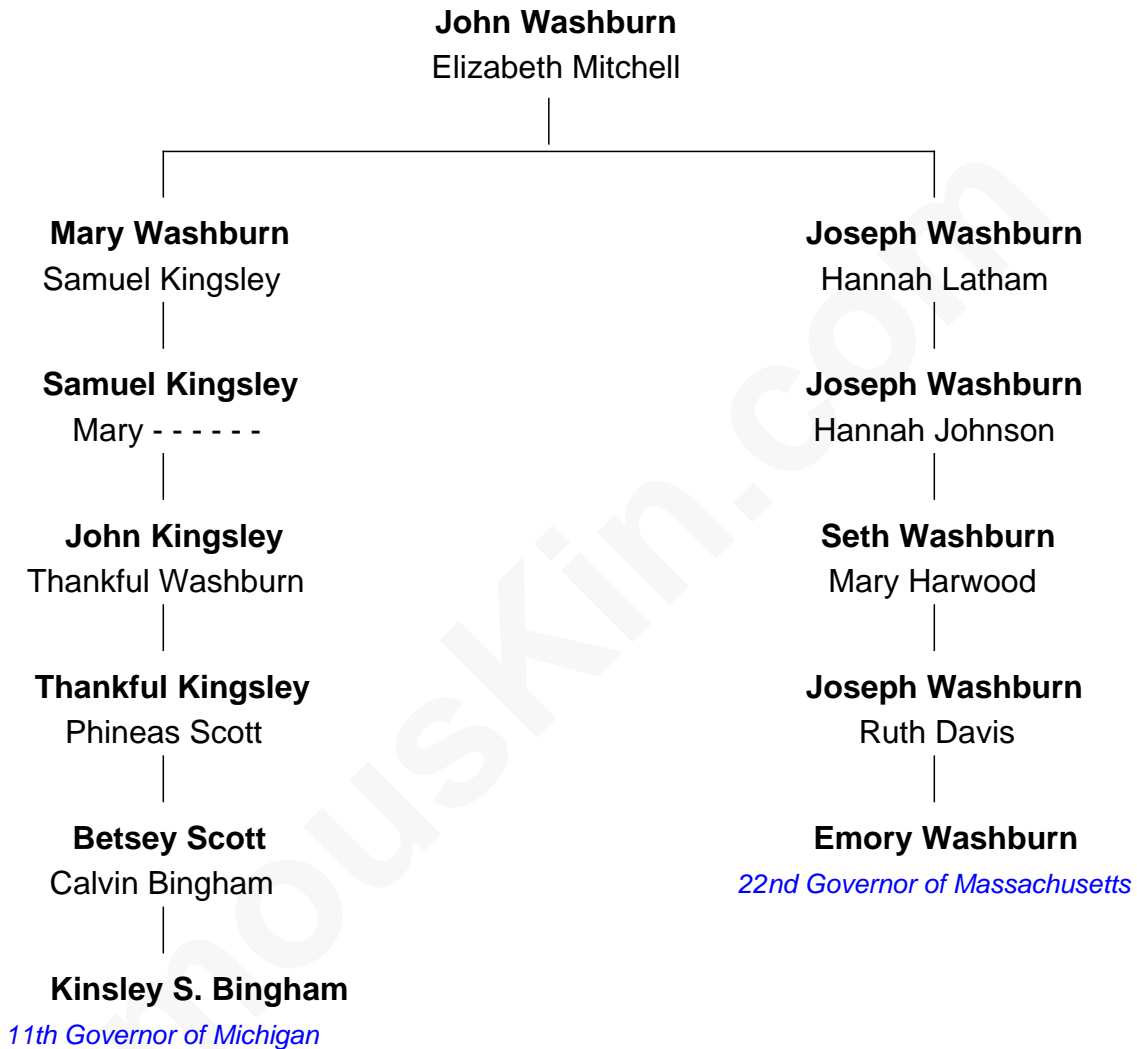 John Washburn
Elizabeth Mitchell
Mary Washburn
Samuel Kingsley
Joseph Washburn
Hannah Latham
Samuel Kingsley
Mary - - - - - -
Joseph Washburn
Hannah Johnson
John Kingsley
Thankful Washburn
Seth Washburn
Mary Harwood
Thankful Kingsley
Phineas Scott
Joseph Washburn
Ruth Davis
Betsey Scott
Calvin Bingham
Emory Washburn
22nd Governor of Massachusetts
Kinsley S. Bingham
11th Governor of Michigan
mouskin.com